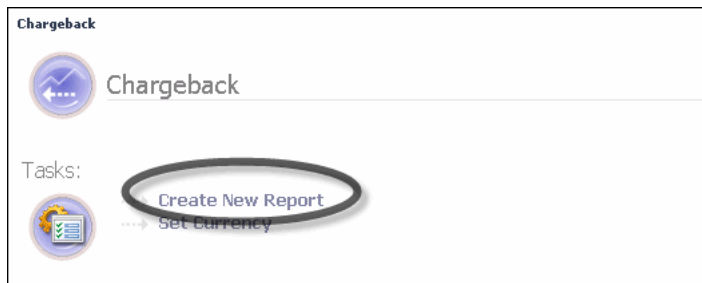 Chargeback
Chargeback
Tasks:
Create New Report
Set Currency